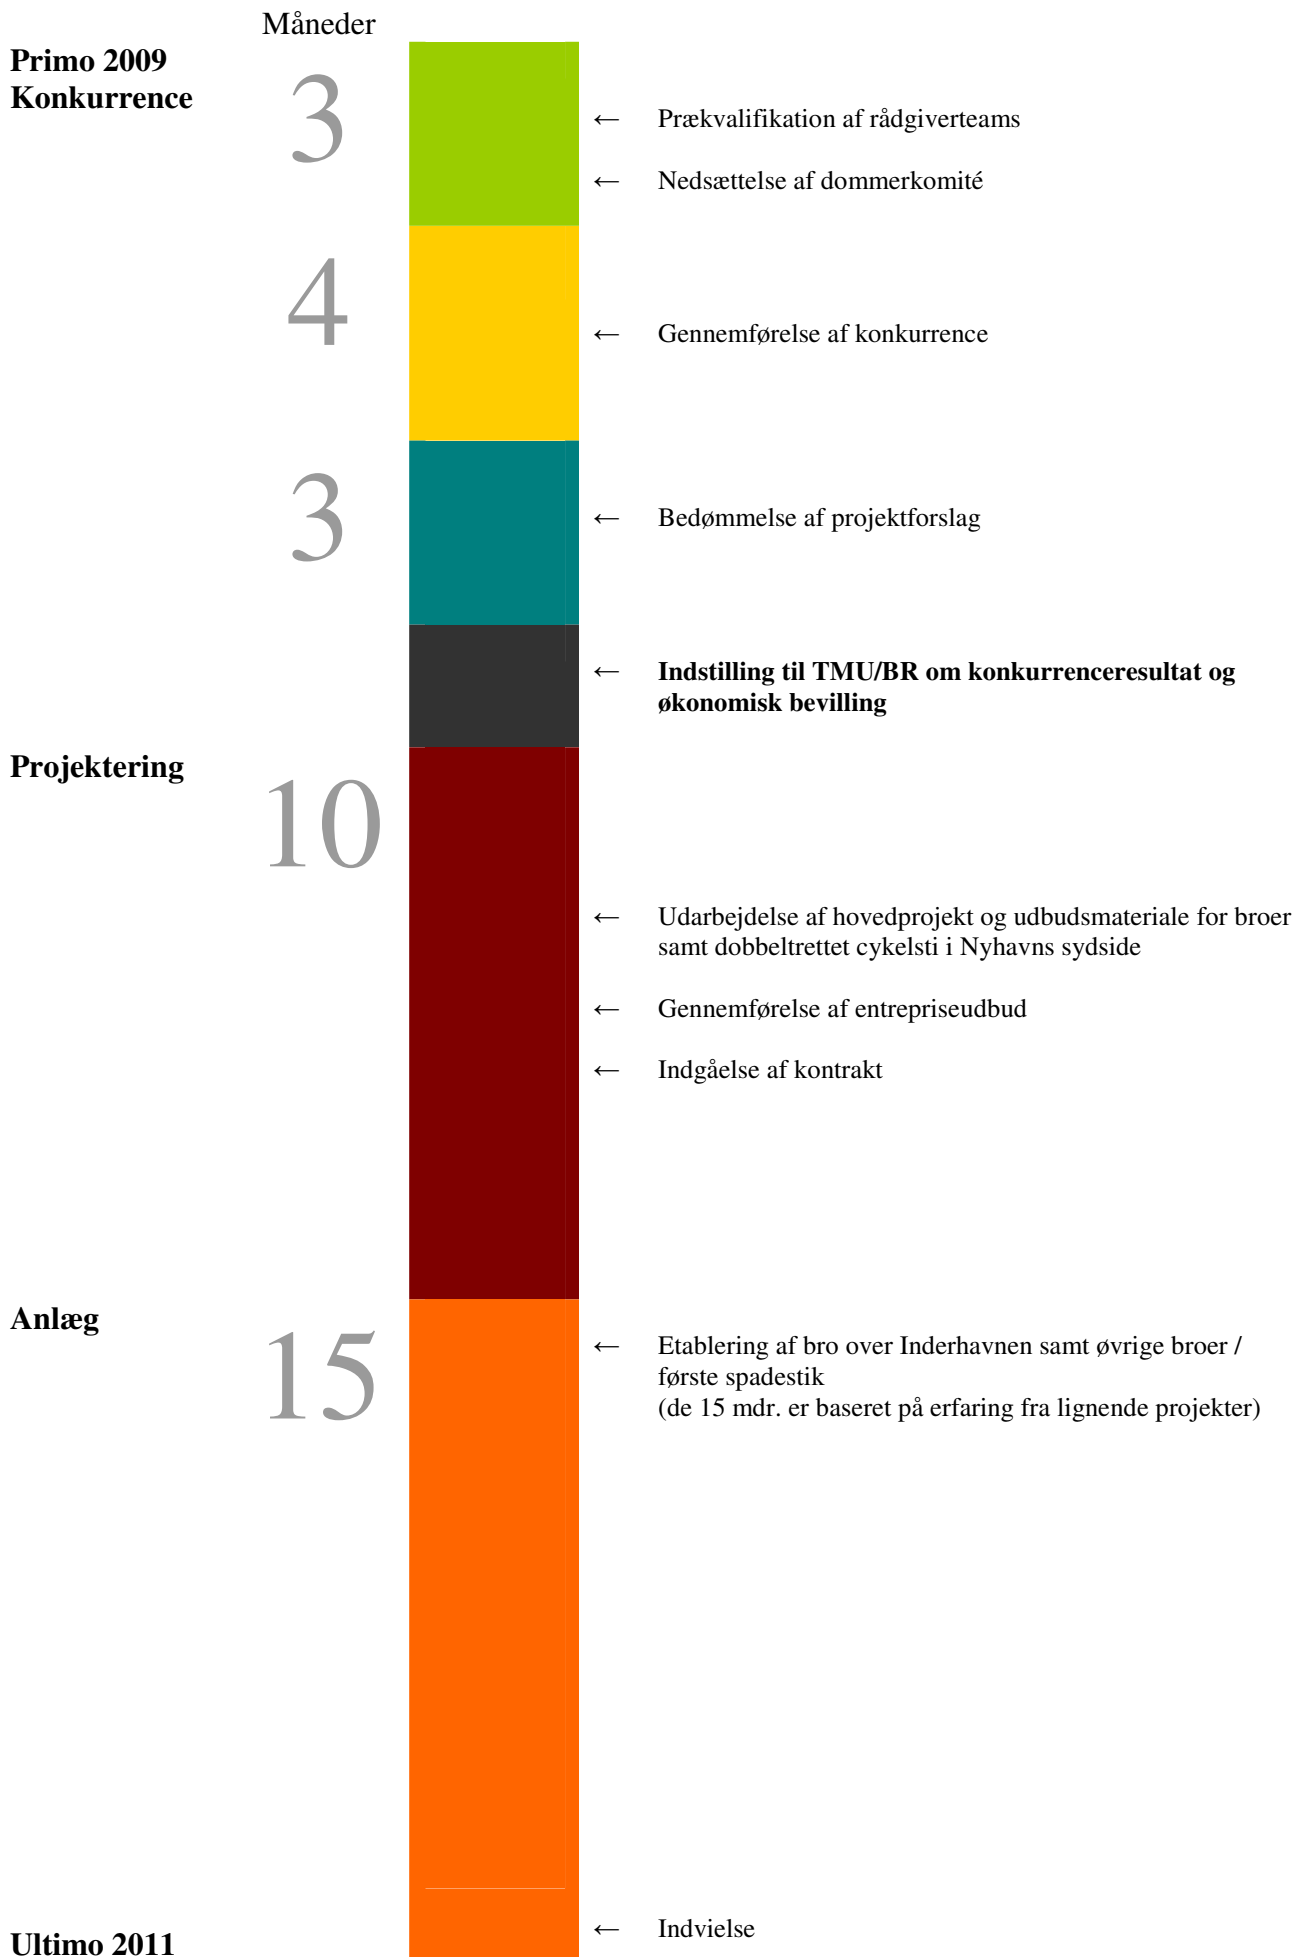 Måneder
Primo 2009
Konkurrence
3
← Prækvalifikation af rådgiverteams
← Nedsættelse af dommerkomité
4
← Gennemførelse af konkurrence
3
← Bedømmelse af projektforslag
← Indstilling til TMU/BR om konkurrenceresultat og
økonomisk bevilling
Projektering
10
← Udarbejdelse af hovedprojekt og udbudsmateriale for broer
samt dobbeltrettet cykelsti i Nyhavns sydside
← Gennemførelse af entrepriseudbud
← Indgåelse af kontrakt
Anlæg
15
← Etablering af bro over Inderhavnen samt øvrige broer /
første spadestik
(de 15 mdr. er baseret på erfaring fra lignende projekter)
← Indvielse
Ultimo 2011